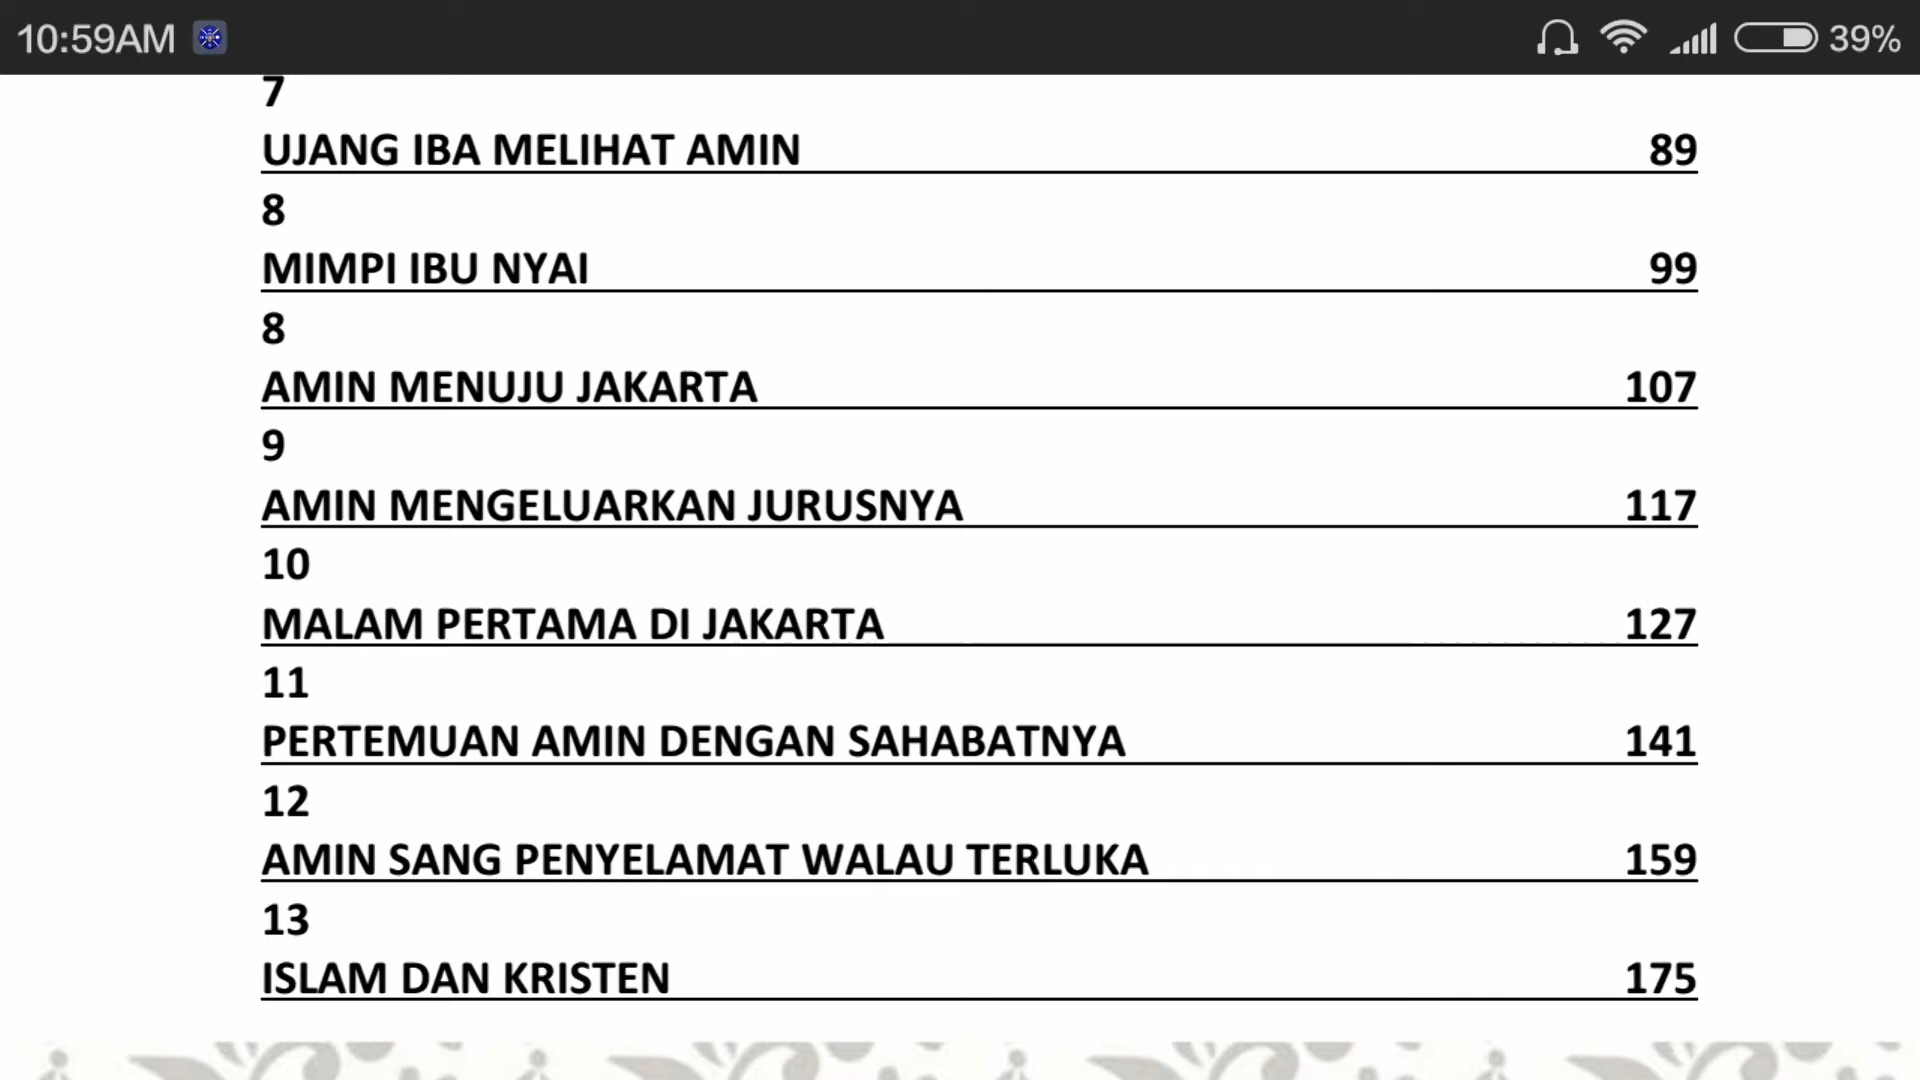 10:59AM
39%
7
UJANG IBA MELIHAT AMIN 89
8
MIMPI IBU NYAI 99
8
AMIN MENUJU JAKARTA 107
9
AMIN MENGELUARKAN JURUSNYA 117
10
MALAM PERTAMA DI JAKARTA 127
11
PERTEMUAN AMIN DENGAN SAHABATNYA 141
12
AMIN SANG PENYELAMAT WALAU TERLUKA 159
13
ISLAM DAN KRISTEN 175